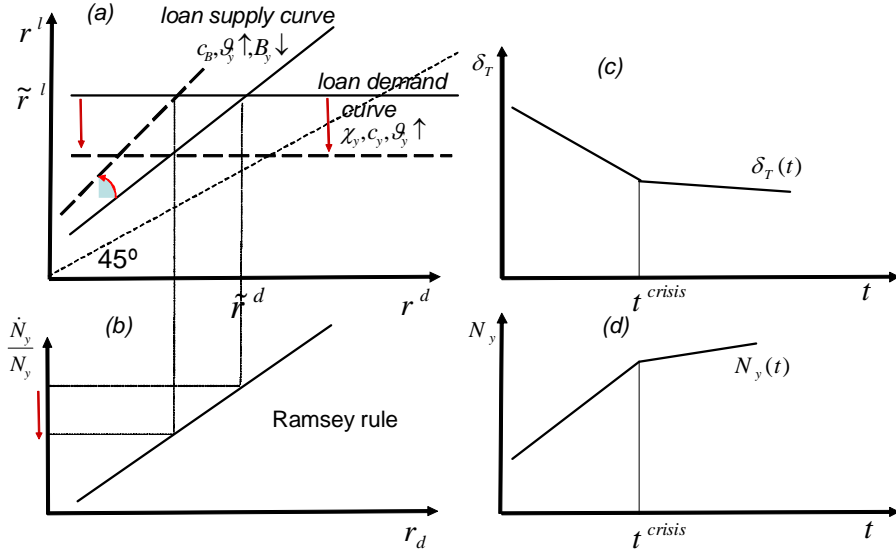 (a)
r^l
loan supply curve
c_B, ϑ_y ↑, B_y ↓
r̃^l
loan demand
curve
χ_y, c_y, ϑ_y ↑
45º
r̃^d
r^d
(b)
Ṅ_y
N_y
Ramsey rule
r_d
δ_T
(c)
δ_T(t)
t^crisis
t
N_y
(d)
N_y(t)
t^crisis
t